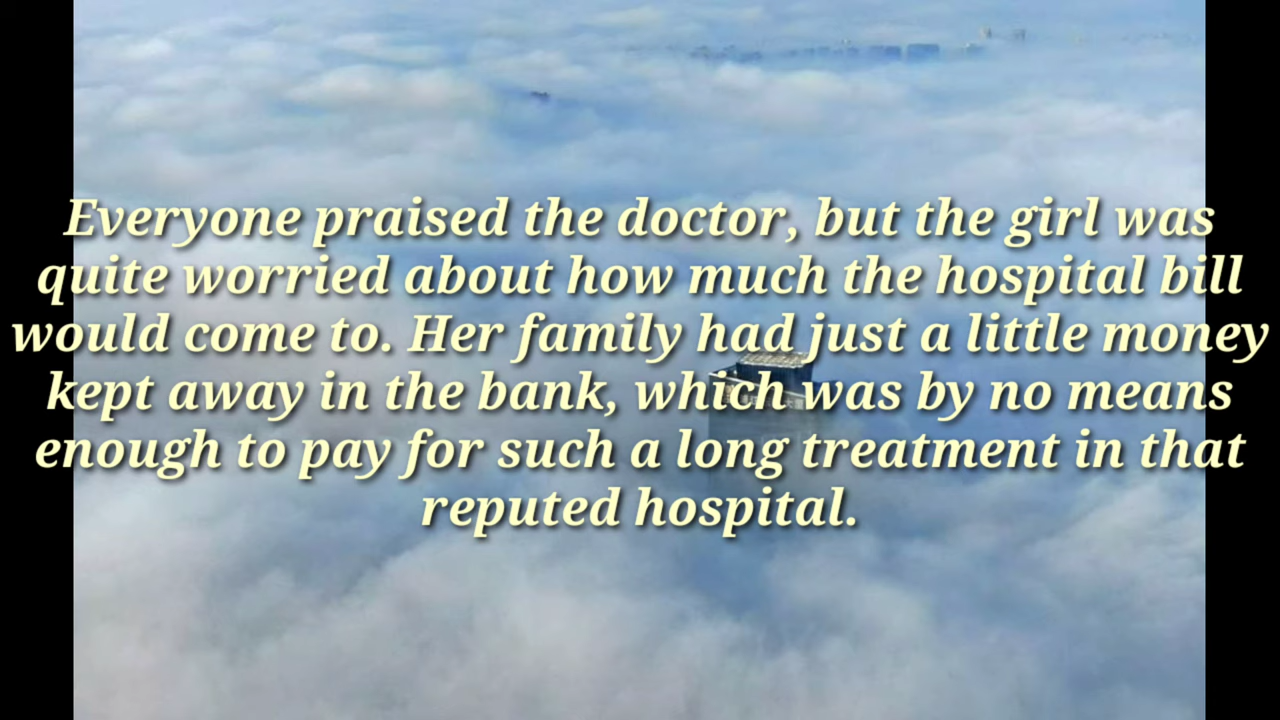 Everyone praised the doctor, but the girl was
quite worried about how much the hospital bill
would come to. Her family had just a little money
kept away in the bank, which was by no means
enough to pay for such a long treatment in that
reputed hospital.